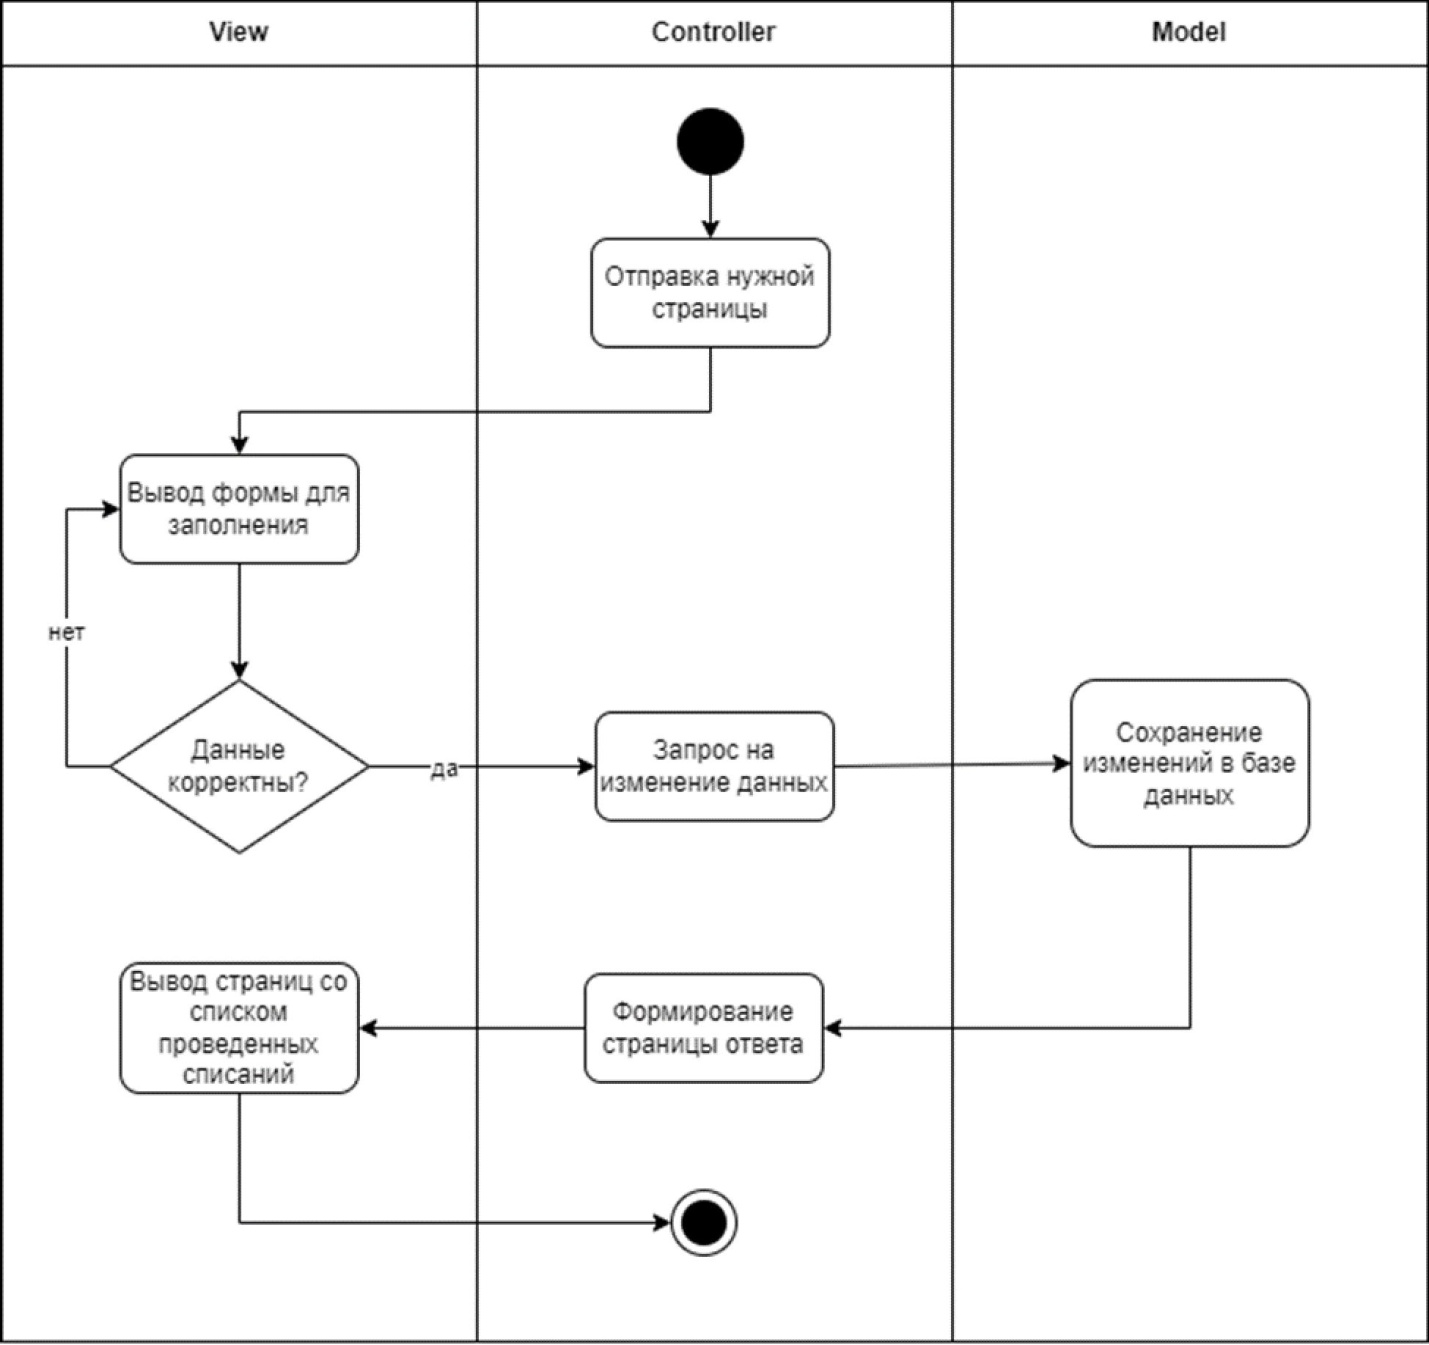 View
Controller
Model
Отправка нужной
страницы
Вывод формы для
заполнения
нет
Данные
корректны?
да
Запрос на
изменение данных
Сохранение
изменений в базе
данных
Вывод страниц со
списком
проведенных
списаний
Формирование
страницы ответа